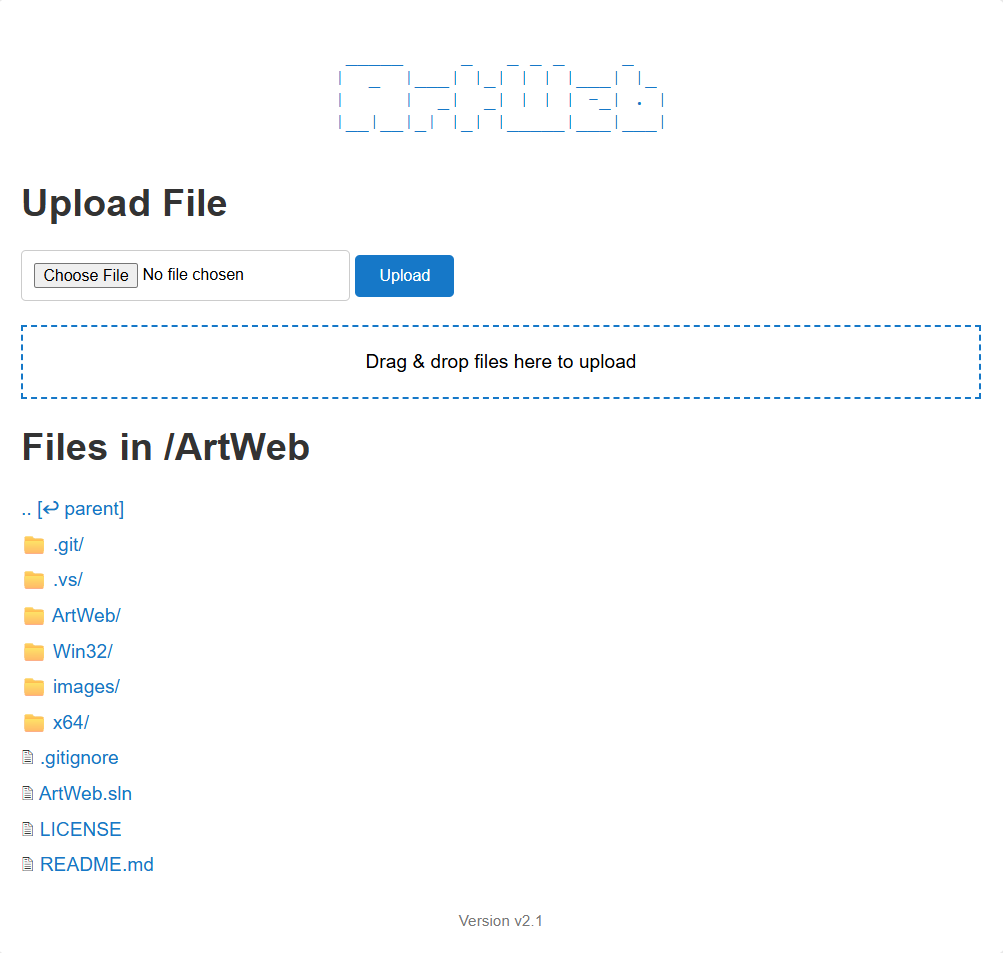 ArtWeb
Upload File
Choose File No file chosen
Upload
Drag & drop files here to upload
Files in /ArtWeb
.. [↩ parent]
.git/
.vs/
ArtWeb/
Win32/
images/
x64/
.gitignore
ArtWeb.sln
LICENSE
README.md
Version v2.1